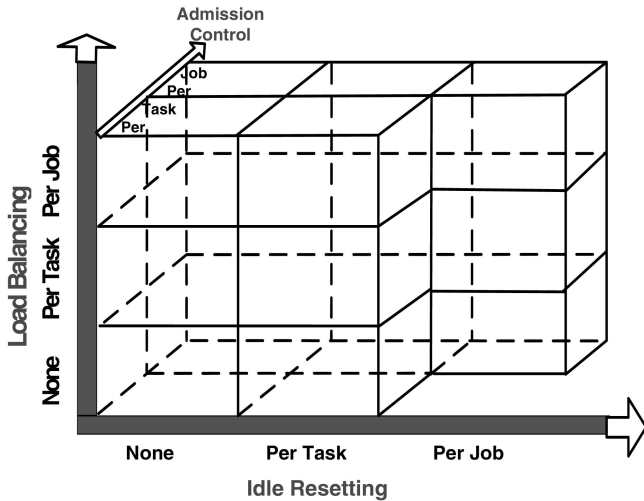 Admission
Control
Job
Per
Task
Per
Load Balancing
Per Job
Per Task
None
None
Per Task
Per Job
Idle Resetting